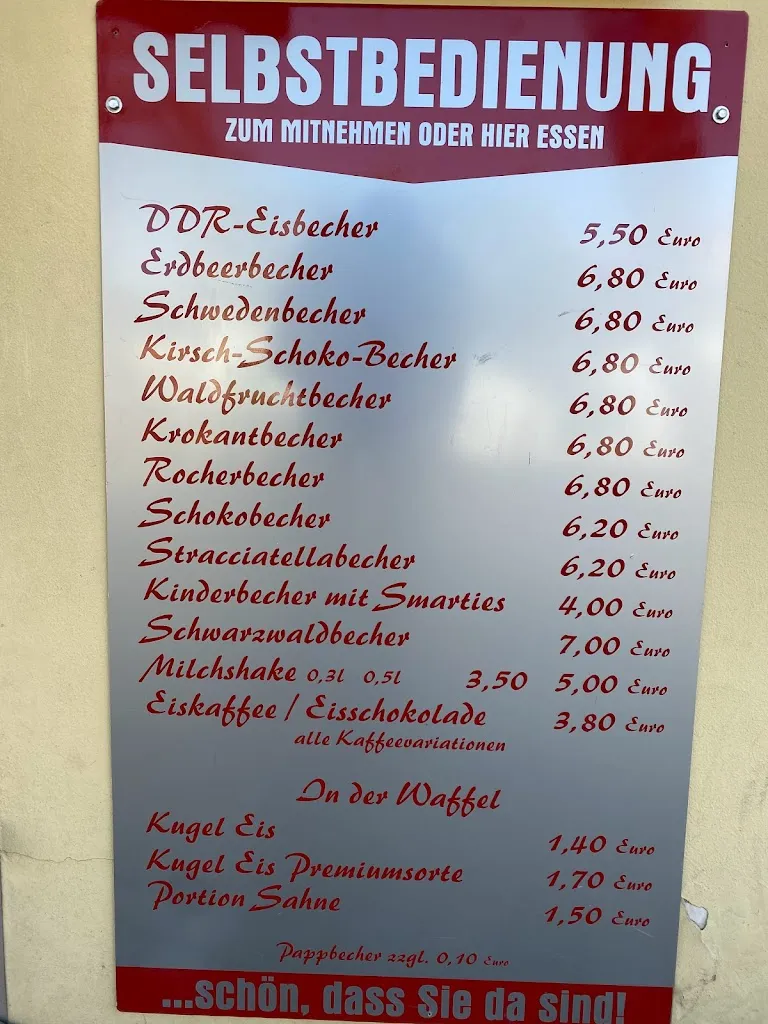 SELBSTBEDIENUNG
ZUM MITNEHMEN ODER HIER ESSEN
DDR-Eisbecher 5,50 Euro
Erdbeerbecher 6,80 Euro
Schwedenbecher 6,80 Euro
Kirsch-Schoko-Becher 6,80 Euro
Waldfruchtbecher 6,80 Euro
Krokantbecher 6,80 Euro
Rocherbecher 6,80 Euro
Schokobecher 6,20 Euro
Stracciatellabecher 6,20 Euro
Kinderbecher mit Smarties 4,00 Euro
Schwarzwaldbecher 7,00 Euro
Milchshake 0,3l 0,5l 3,50 5,00 Euro
Eiskaffee / Eisschokolade 3,80 Euro
alle Kaffeevariationen
In der Waffel
Kugel Eis 1,40 Euro
Kugel Eis Premiumsorte 1,70 Euro
Portion Sahne 1,50 Euro
Pappbecher zzgl. 0,10 Euro
...schön, dass Sie da sind!